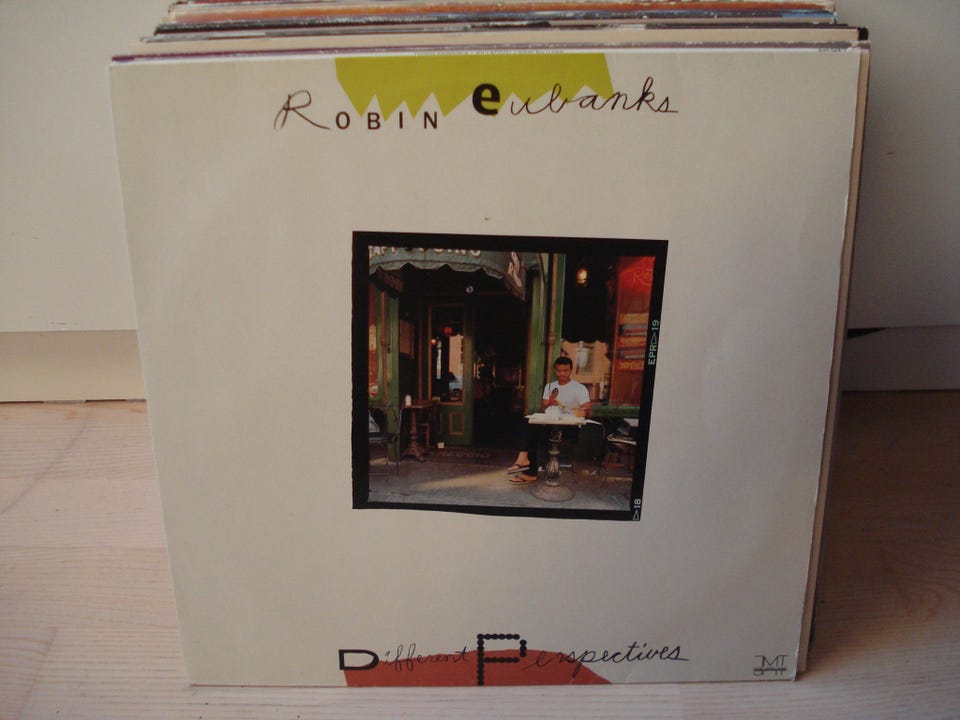 Robin Eubanks
EPR▷19
▷18
Different Perspectives
JMT